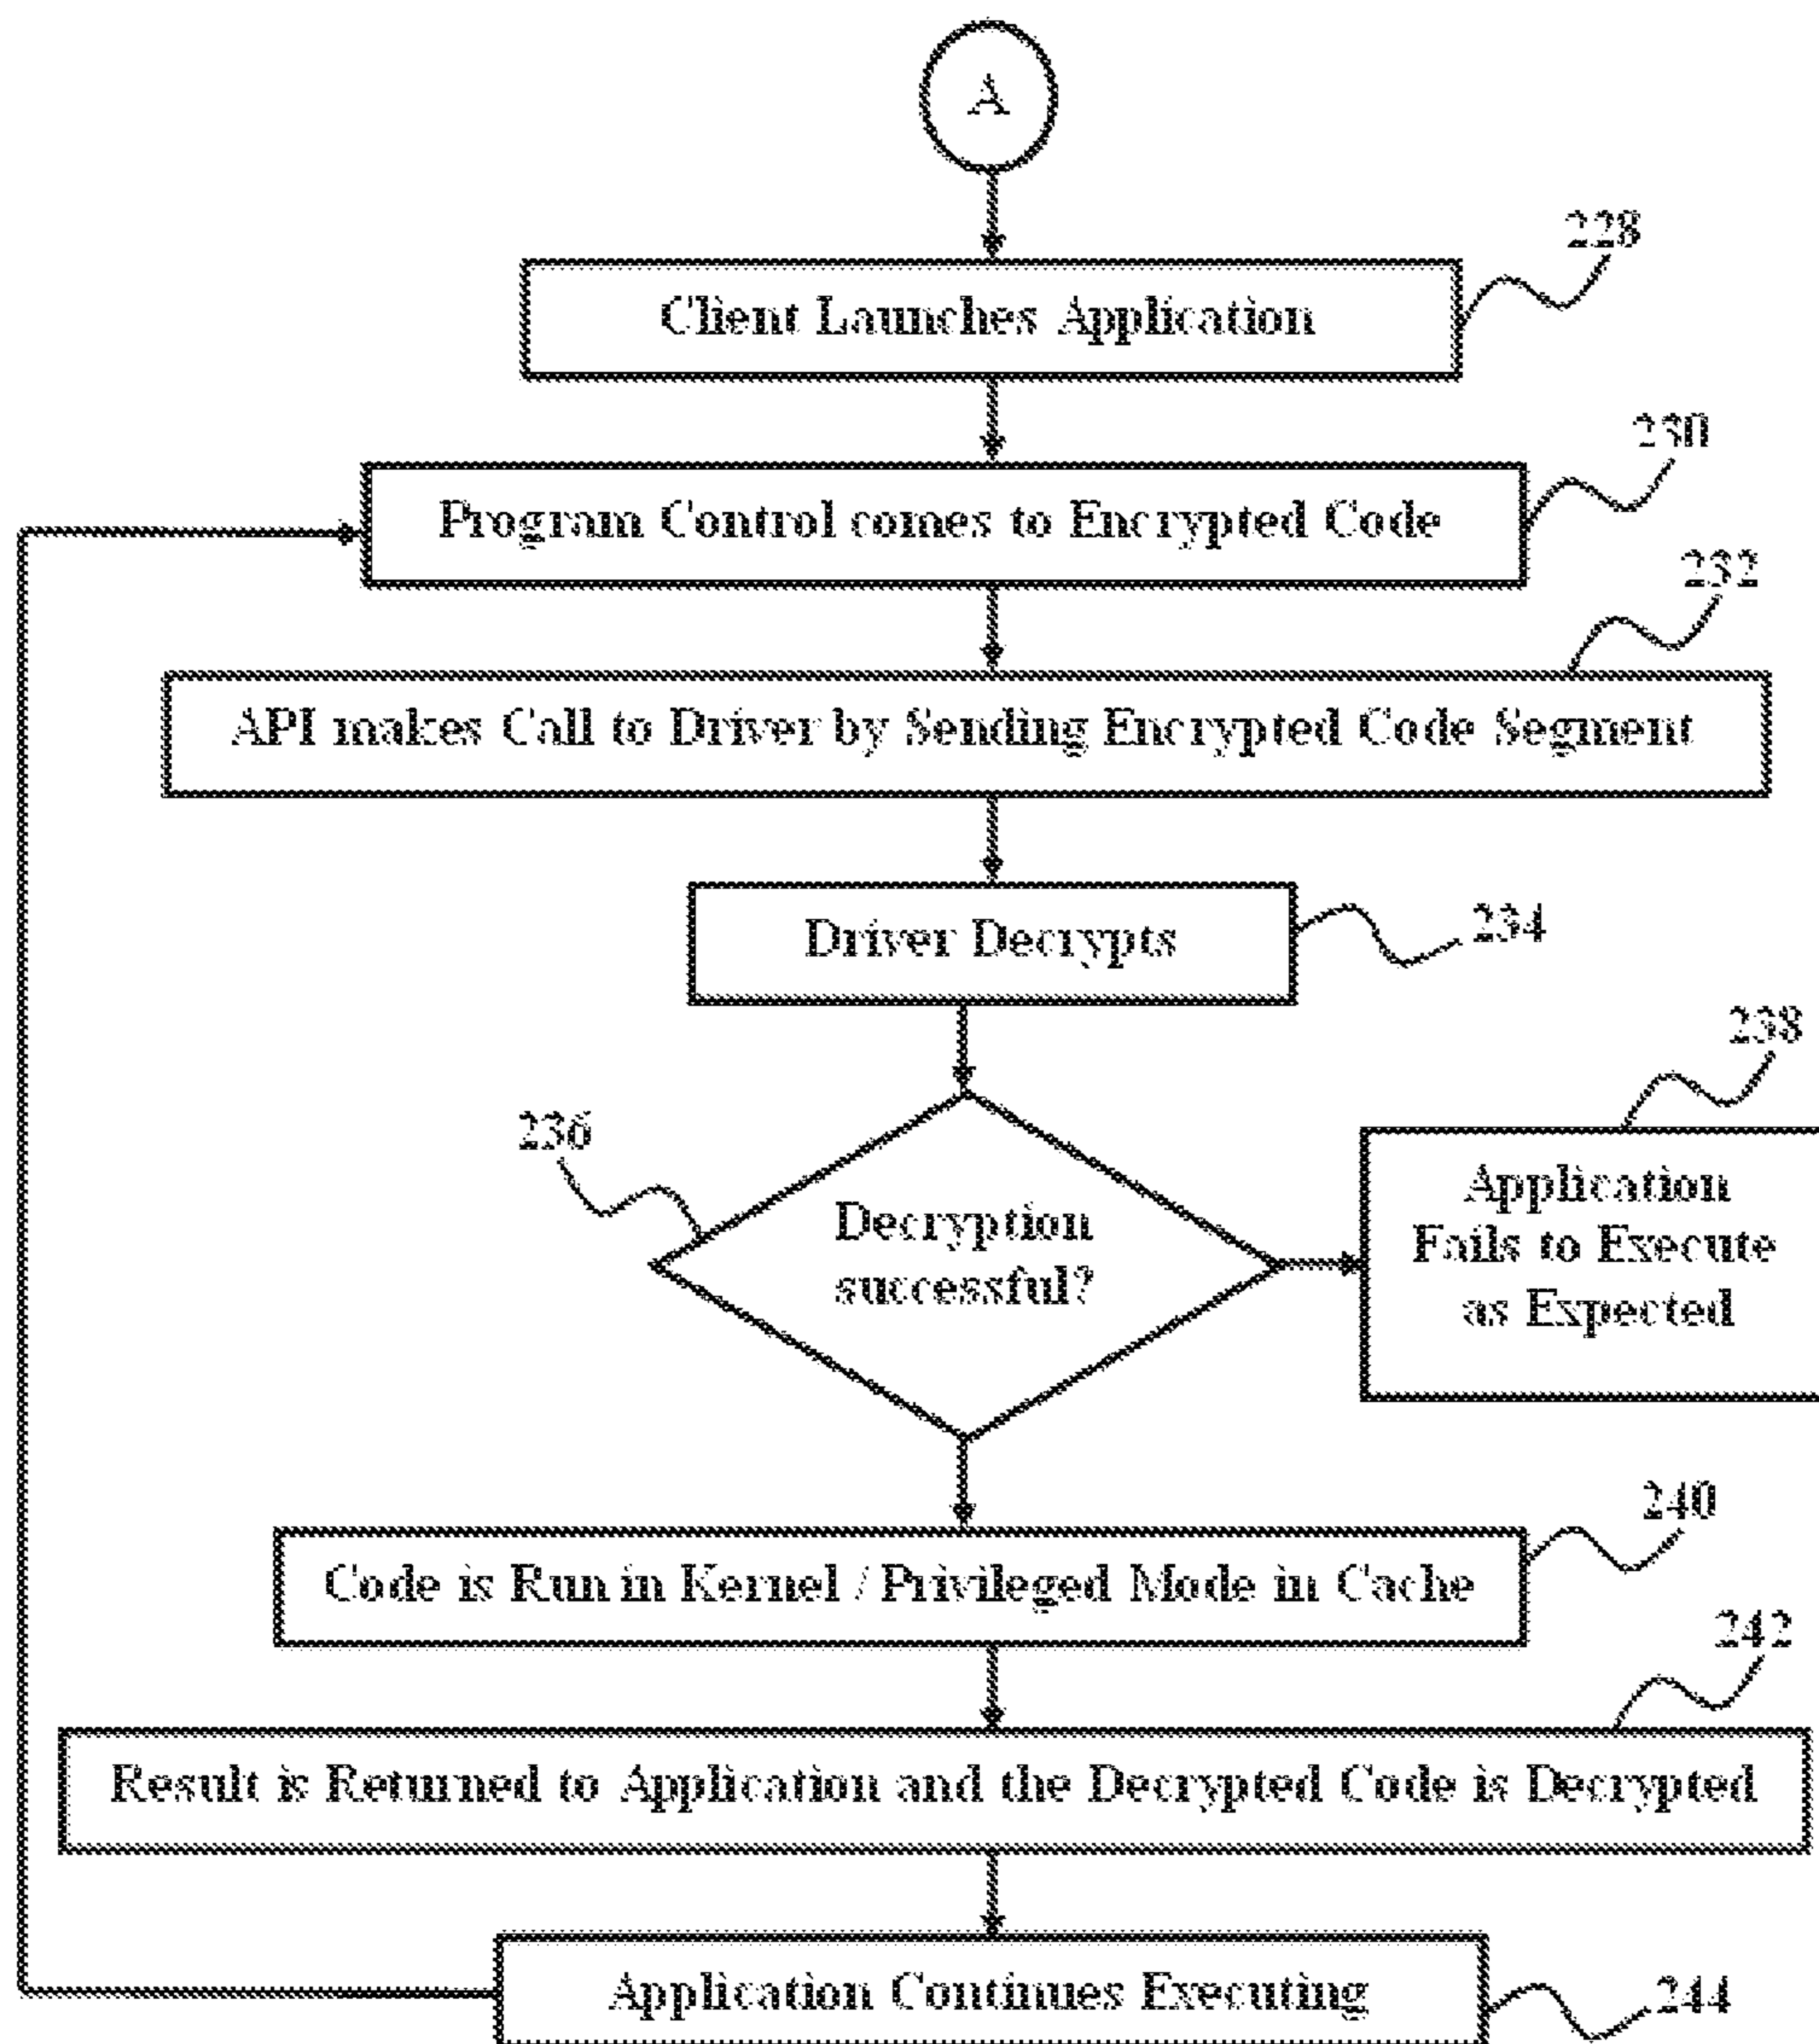 A
228
Client Launches Application
230
Program Control comes to Encrypted Code
232
API makes Call to Driver by Sending Encrypted Code Segment
Driver Decrypts
234
238
236
Decryption
successful?
Application
Fails to Execute
as Expected
240
Code is Run in Kernel / Privileged Mode in Cache
242
Result is Returned to Application and the Decrypted Code is Decrypted
Application Continues Executing
244